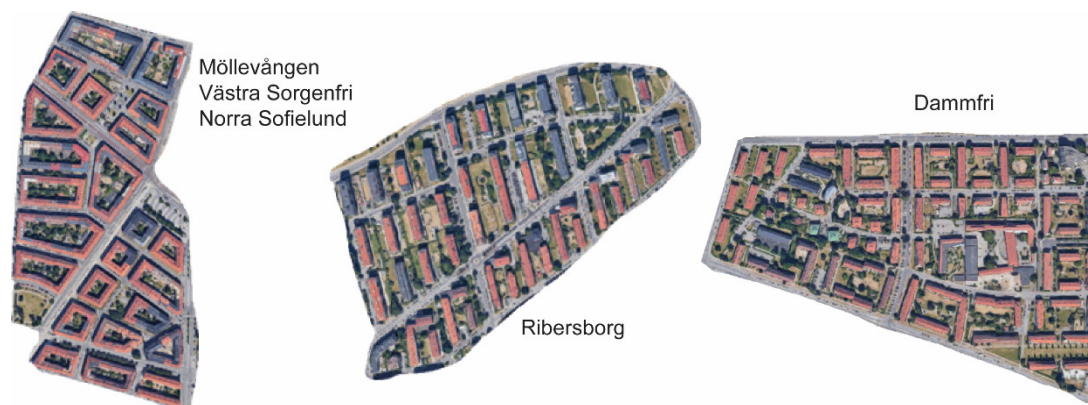 Möllevången
Västra Sorgenfri
Norra Sofielund
Ribersborg
Dammfri